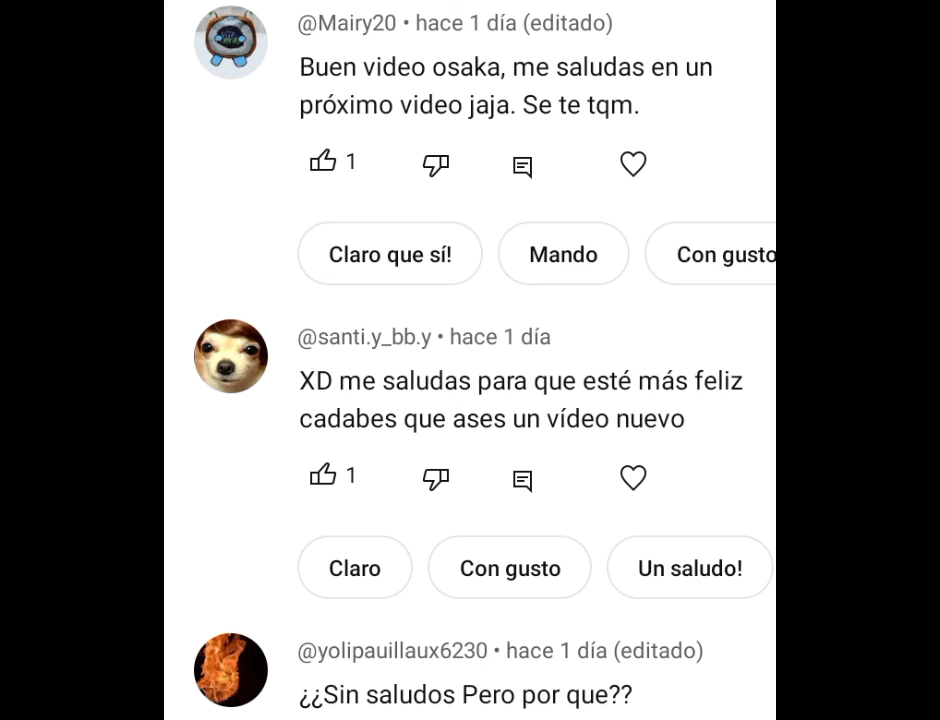 @Mairy20 • hace 1 día (editado)
Buen video osaka, me saludas en un
próximo video jaja. Se te tqm.
1
Claro que sí! Mando Con gusto
@santi.y_bb.y • hace 1 día
XD me saludas para que esté más feliz
cadabes que ases un vídeo nuevo
1
Claro Con gusto Un saludo!
@yolipauillaux6230 • hace 1 día (editado)
¿¿Sin saludos Pero por que??